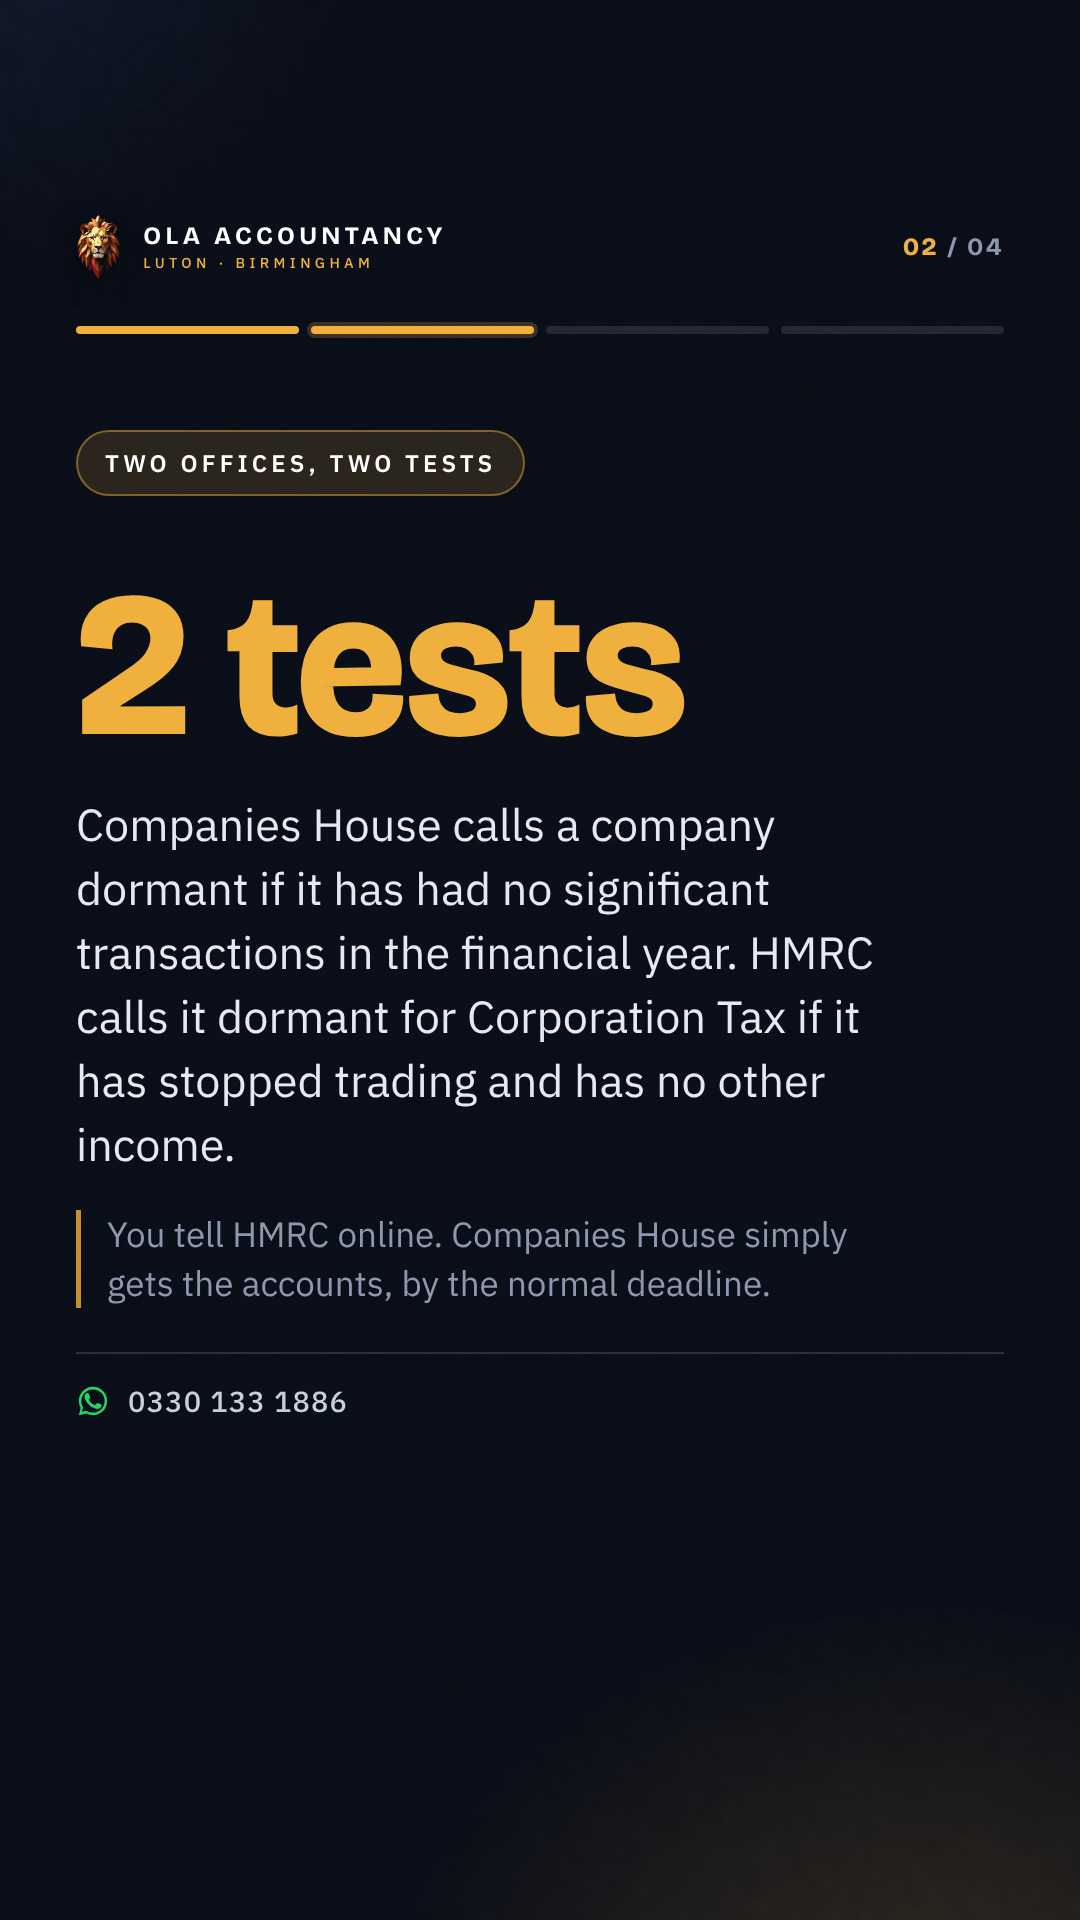 OLA ACCOUNTANCY
LUTON · BIRMINGHAM
02 / 04
TWO OFFICES, TWO TESTS
2 tests
Companies House calls a company
dormant if it has had no significant
transactions in the financial year. HMRC
calls it dormant for Corporation Tax if it
has stopped trading and has no other
income.
You tell HMRC online. Companies House simply
gets the accounts, by the normal deadline.
0330 133 1886